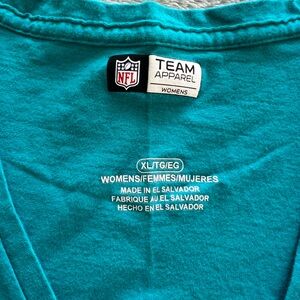 NFL
TEAM
APPAREL
WOMENS
XL/TG/EG
WOMENS/FEMMES/MUJERES
MADE IN EL SALVADOR
FABRIQUE AU EL SALVADOR
HECHO EN EL SALVADOR